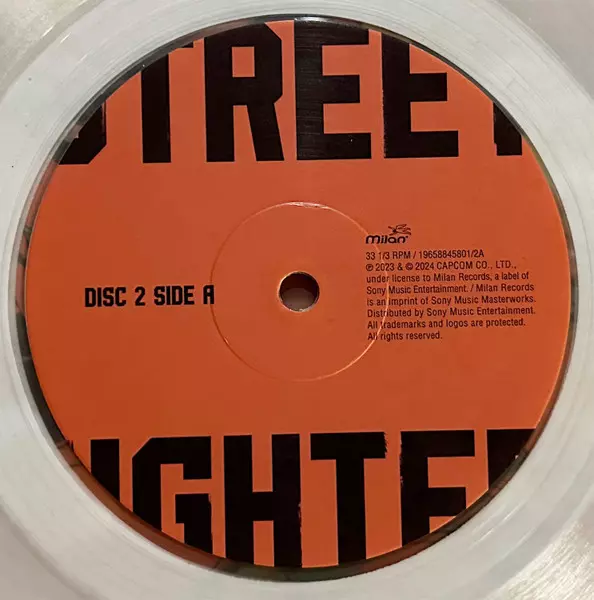 STREET
milan
33 1/3 RPM / 19658845801/2A
℗ 2023 & © 2024 CAPCOM CO., LTD.,
under license to Milan Records, a label of
Sony Music Entertainment. / Milan Records
is an imprint of Sony Music Masterworks.
Distributed by Sony Music Entertainment.
All trademarks and logos are protected.
All rights reserved.
DISC 2 SIDE A
IGHTER